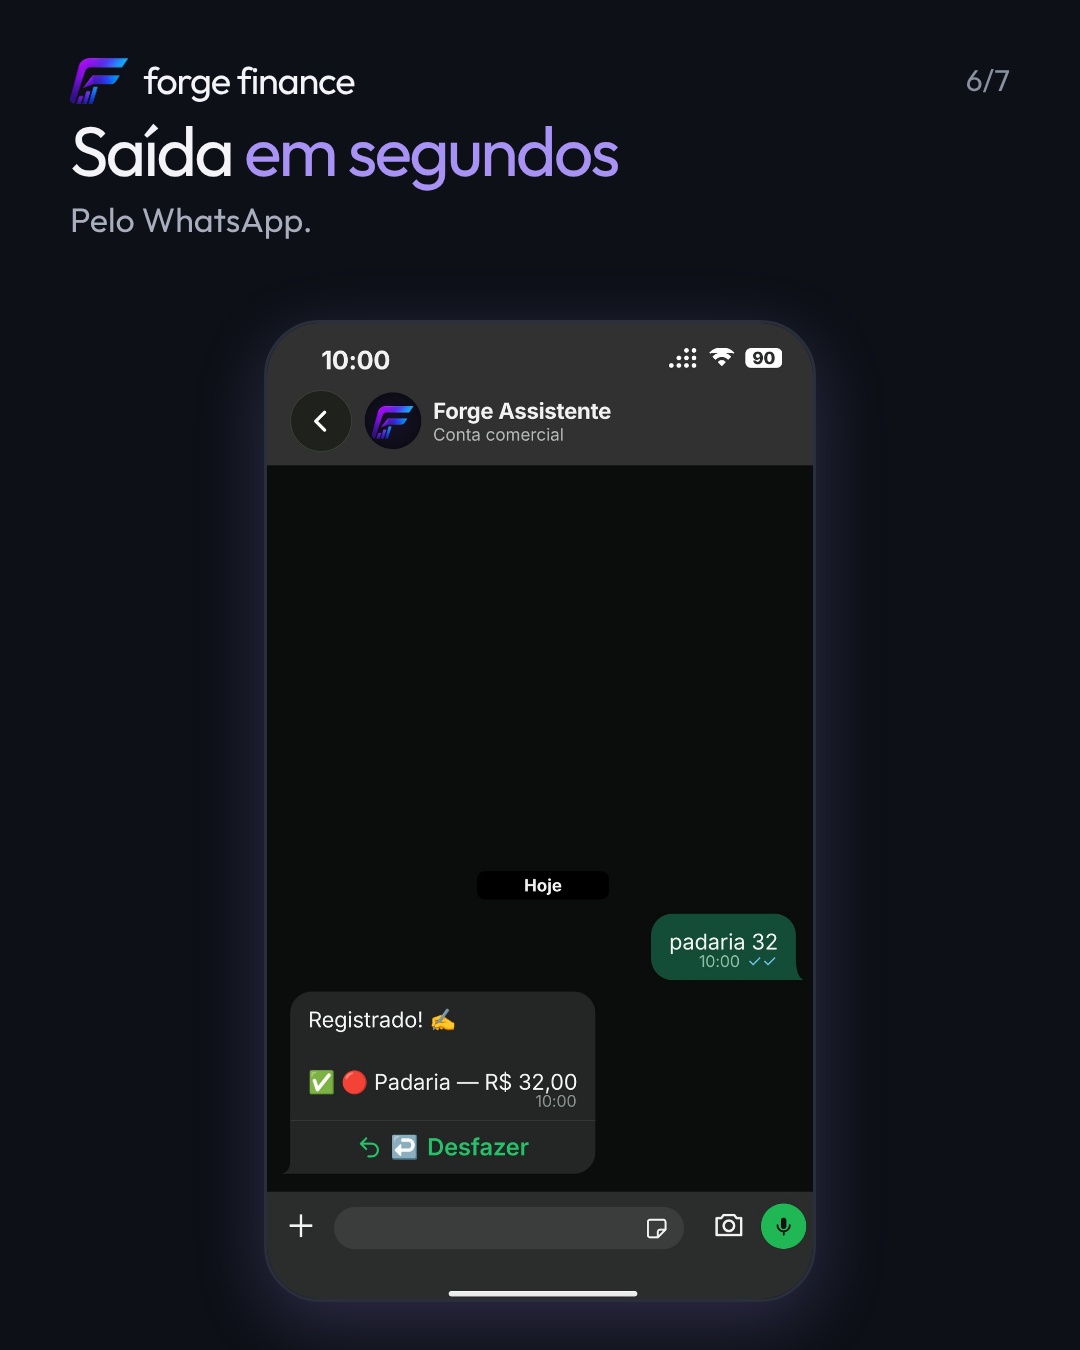 forge finance
6/7
Saída em segundos
Pelo WhatsApp.
10:00
90
Forge Assistente
Conta comercial
Hoje
padaria 32
10:00 ✓✓
Registrado! ✍️
✅ 🔴 Padaria — R$ 32,00
10:00
↩️ Desfazer